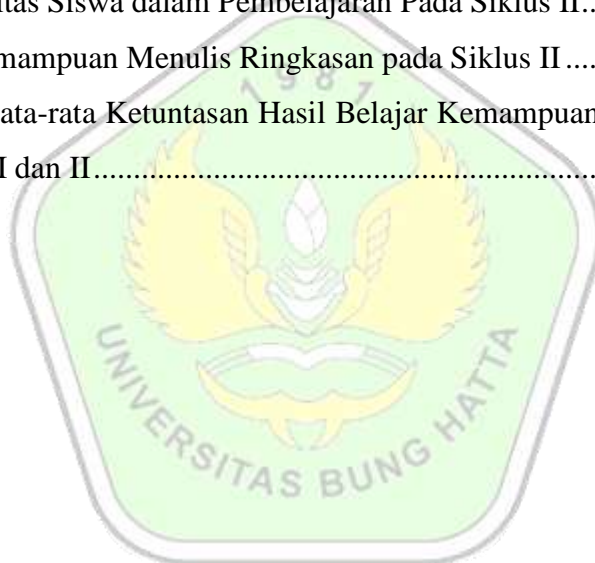 itas Siswa dalam Pembelajaran Pada Siklus II..
mampuan Menulis Ringkasan pada Siklus II ....
ata-rata Ketuntasan Hasil Belajar Kemampuan
I dan II..............................................................
1981
UNIVERSITAS BUNG HATTA